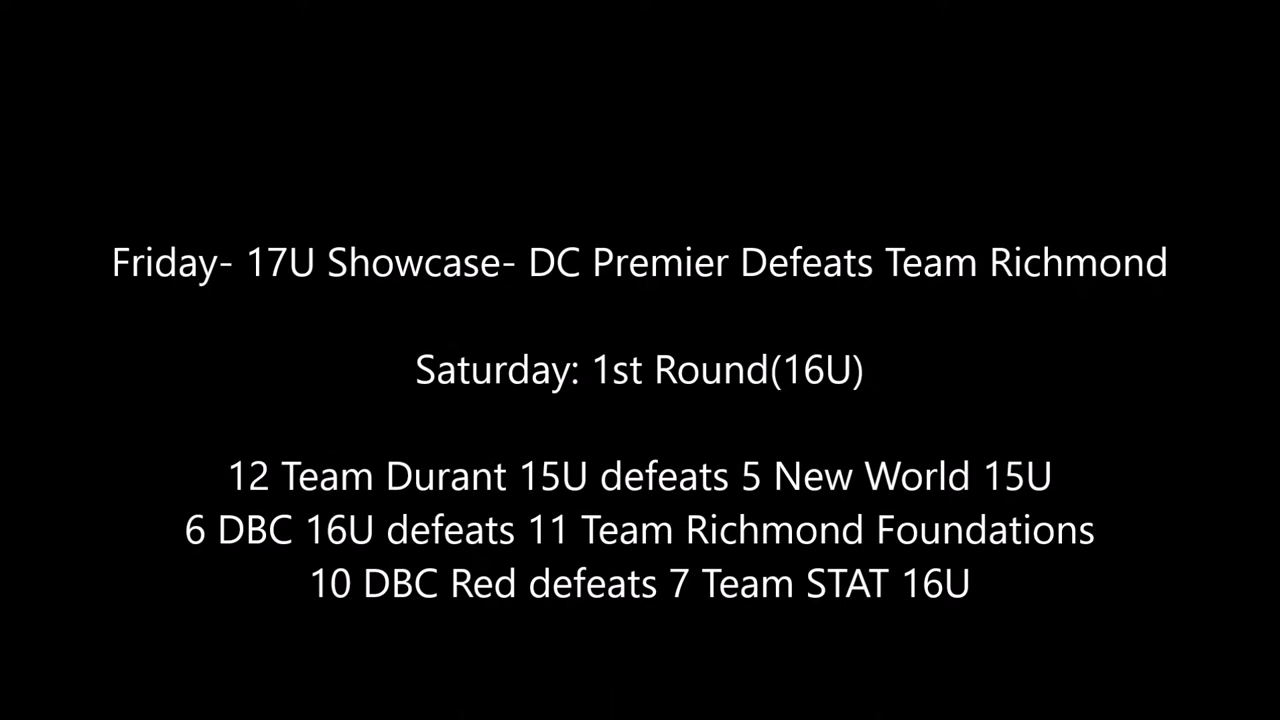 Friday- 17U Showcase- DC Premier Defeats Team Richmond
Saturday: 1st Round(16U)
12 Team Durant 15U defeats 5 New World 15U
6 DBC 16U defeats 11 Team Richmond Foundations
10 DBC Red defeats 7 Team STAT 16U